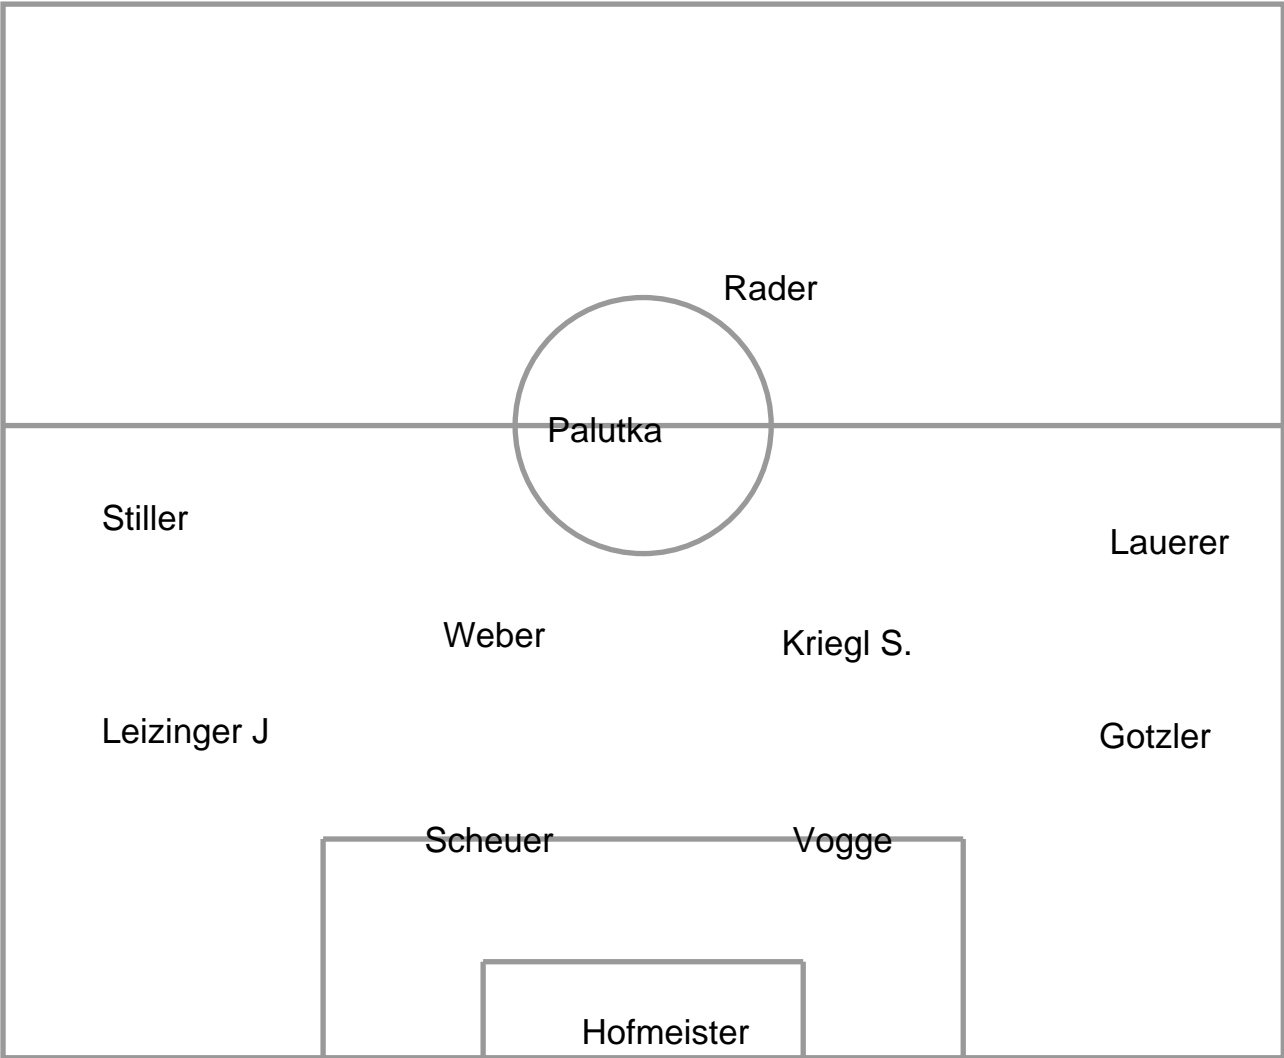 Rader
Palutka
Stiller
Lauerer
Weber
Kriegl S.
Leizinger J
Gotzler
Scheuer
Vogge
Hofmeister